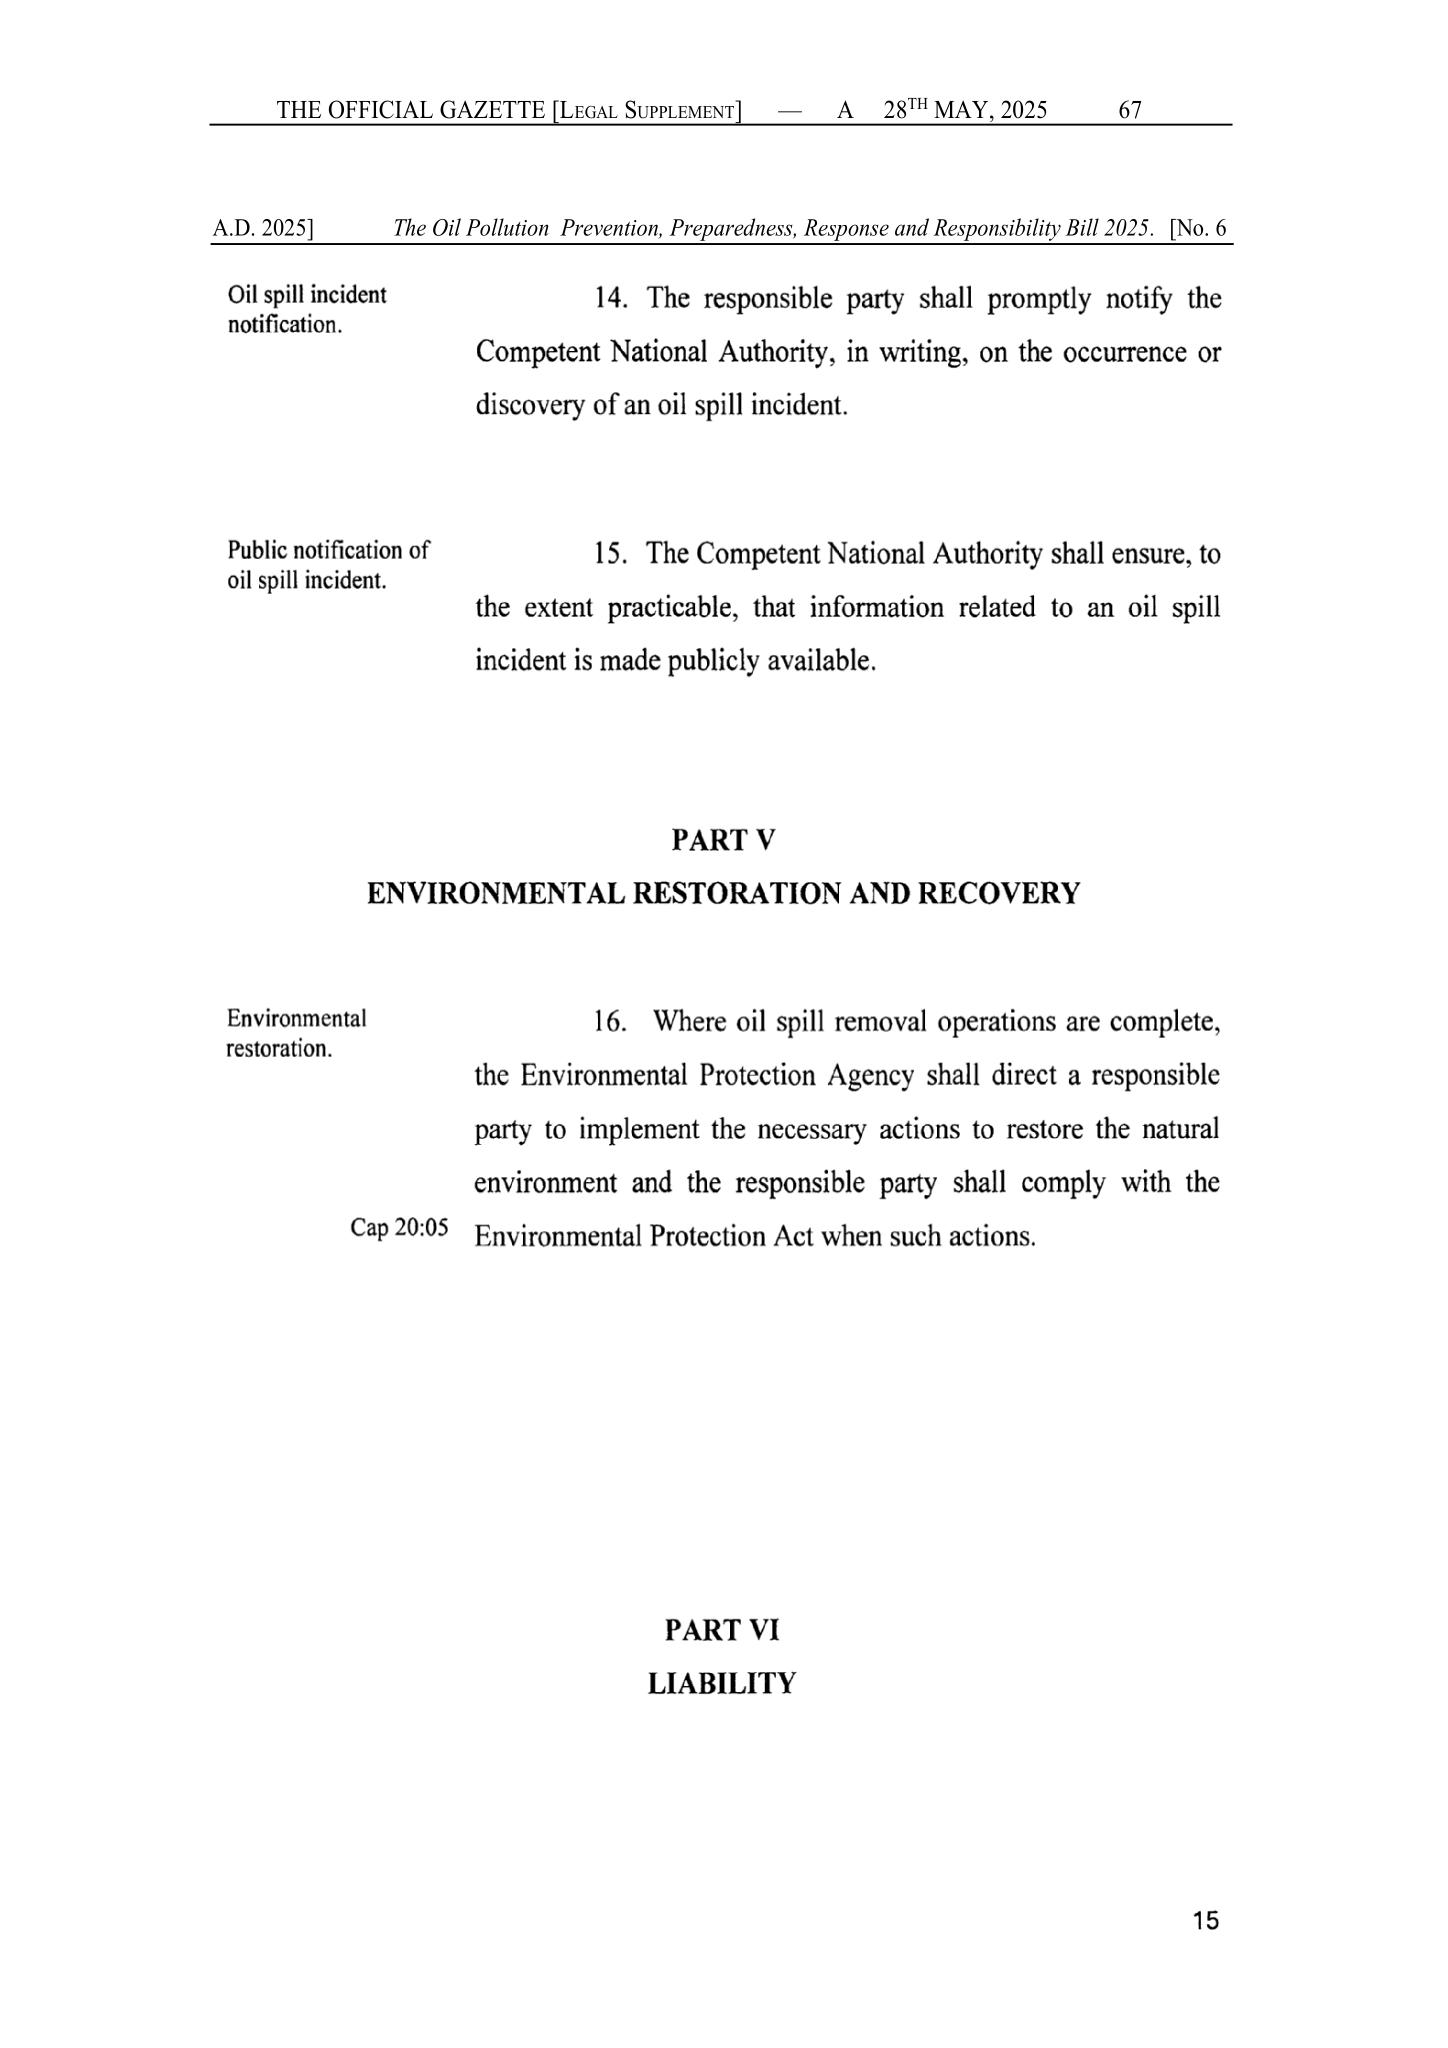 THE OFFICIAL GAZETTE [LEGAL SUPPLEMENT] — A 28TH MAY, 2025 67
A.D. 2025] The Oil Pollution Prevention, Preparedness, Response and Responsibility Bill 2025. [No. 6
Oil spill incident
notification.
14. The responsible party shall promptly notify the
Competent National Authority, in writing, on the occurrence or
discovery of an oil spill incident.
Public notification of
oil spill incident.
15. The Competent National Authority shall ensure, to
the extent practicable, that information related to an oil spill
incident is made publicly available.
PART V
ENVIRONMENTAL RESTORATION AND RECOVERY
Environmental
restoration.
16. Where oil spill removal operations are complete,
the Environmental Protection Agency shall direct a responsible
party to implement the necessary actions to restore the natural
environment and the responsible party shall comply with the
Cap 20:05 Environmental Protection Act when such actions.
PART VI
LIABILITY
15